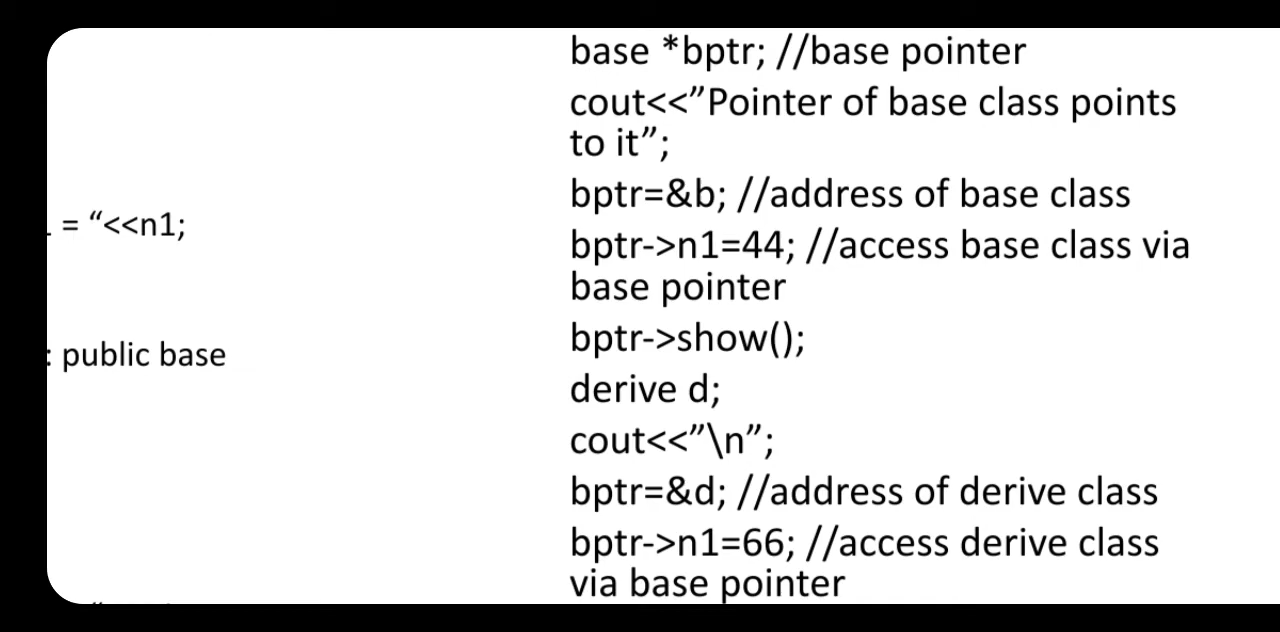 = “<<n1;
: public base
base *bptr; //base pointer
cout<<”Pointer of base class points
to it”;
bptr=&b; //address of base class
bptr->n1=44; //access base class via
base pointer
bptr->show();
derive d;
cout<<”\n”;
bptr=&d; //address of derive class
bptr->n1=66; //access derive class
via base pointer